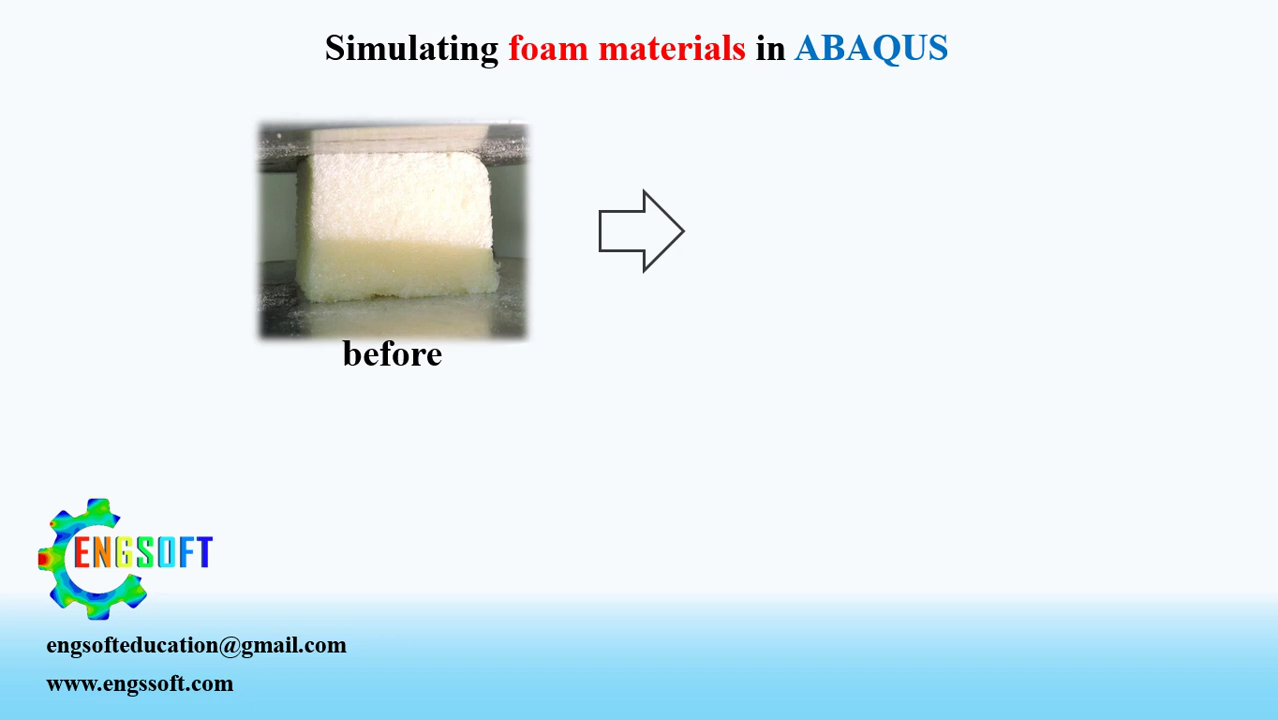 Simulating foam materials in ABAQUS
before
ENGSOFT
engsofteducation@gmail.com
www.engssoft.com